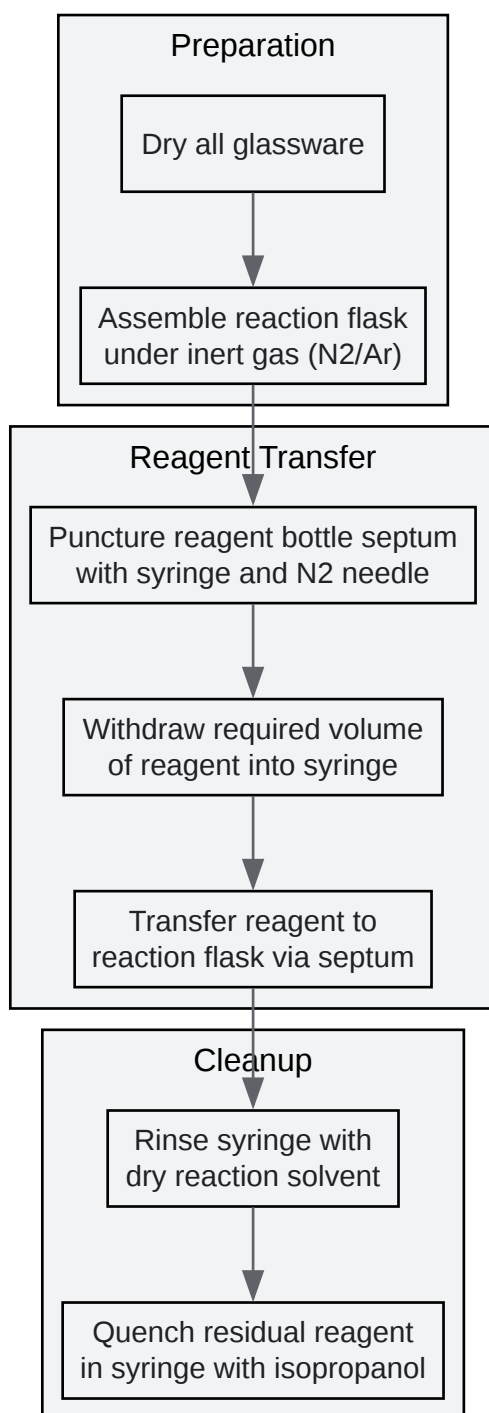 Preparation
Dry all glassware
Assemble reaction flask
under inert gas (N2/Ar)
Reagent Transfer
Puncture reagent bottle septum
with syringe and N2 needle
Withdraw required volume
of reagent into syringe
Transfer reagent to
reaction flask via septum
Cleanup
Rinse syringe with
dry reaction solvent
Quench residual reagent
in syringe with isopropanol